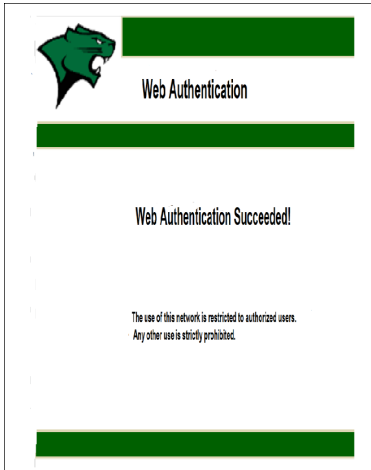 Web Authentication
Web Authentication Succeeded!
The use of this network is restricted to authorized users.
Any other use is strictly prohibited.